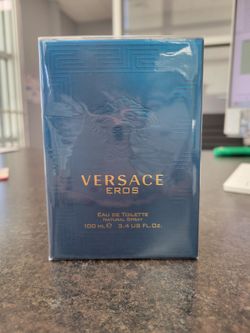 VERSACE
EROS
EAU DE TOILETTE
NATURAL SPRAY
100 ml ℮ 3.4 US FL.OZ.